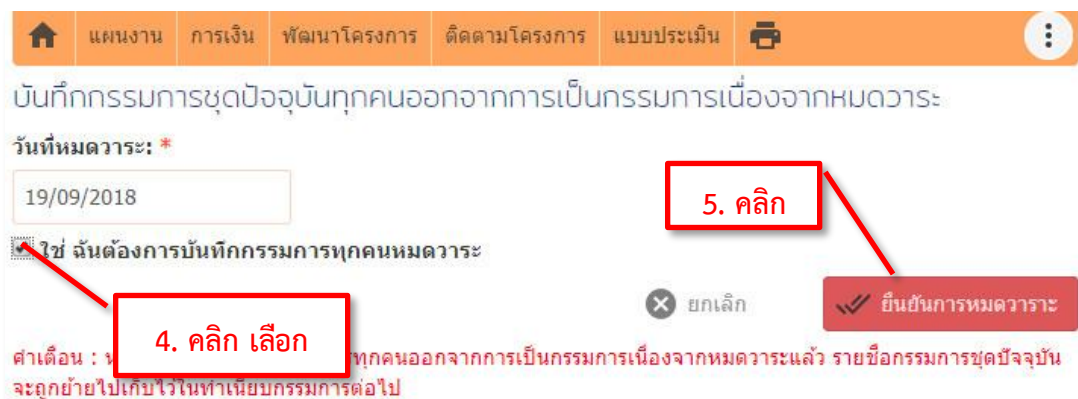 แผนงาน การเงิน พัฒนาโครงการ ติดตามโครงการ แบบประเมิน
บันทึกกรรมการชุดปัจจุบันทุกคนออกจากการเป็นกรรมการเนื่องจากหมดวาระ
วันที่หมดวาระ: *
19/09/2018
5. คลิก
ใช่ ฉันต้องการบันทึกกรรมการทุกคนหมดวาระ
ยกเลิก ยืนยันการหมดวาราะ
4. คลิก เลือก
คำเตือน : ทุกคนออกจากการเป็นกรรมการเนื่องจากหมดวาระแล้ว รายชื่อกรรมการชุดปัจจุบัน
จะถูกย้ายไปเก็บไว้ในทำเนียบกรรมการต่อไป